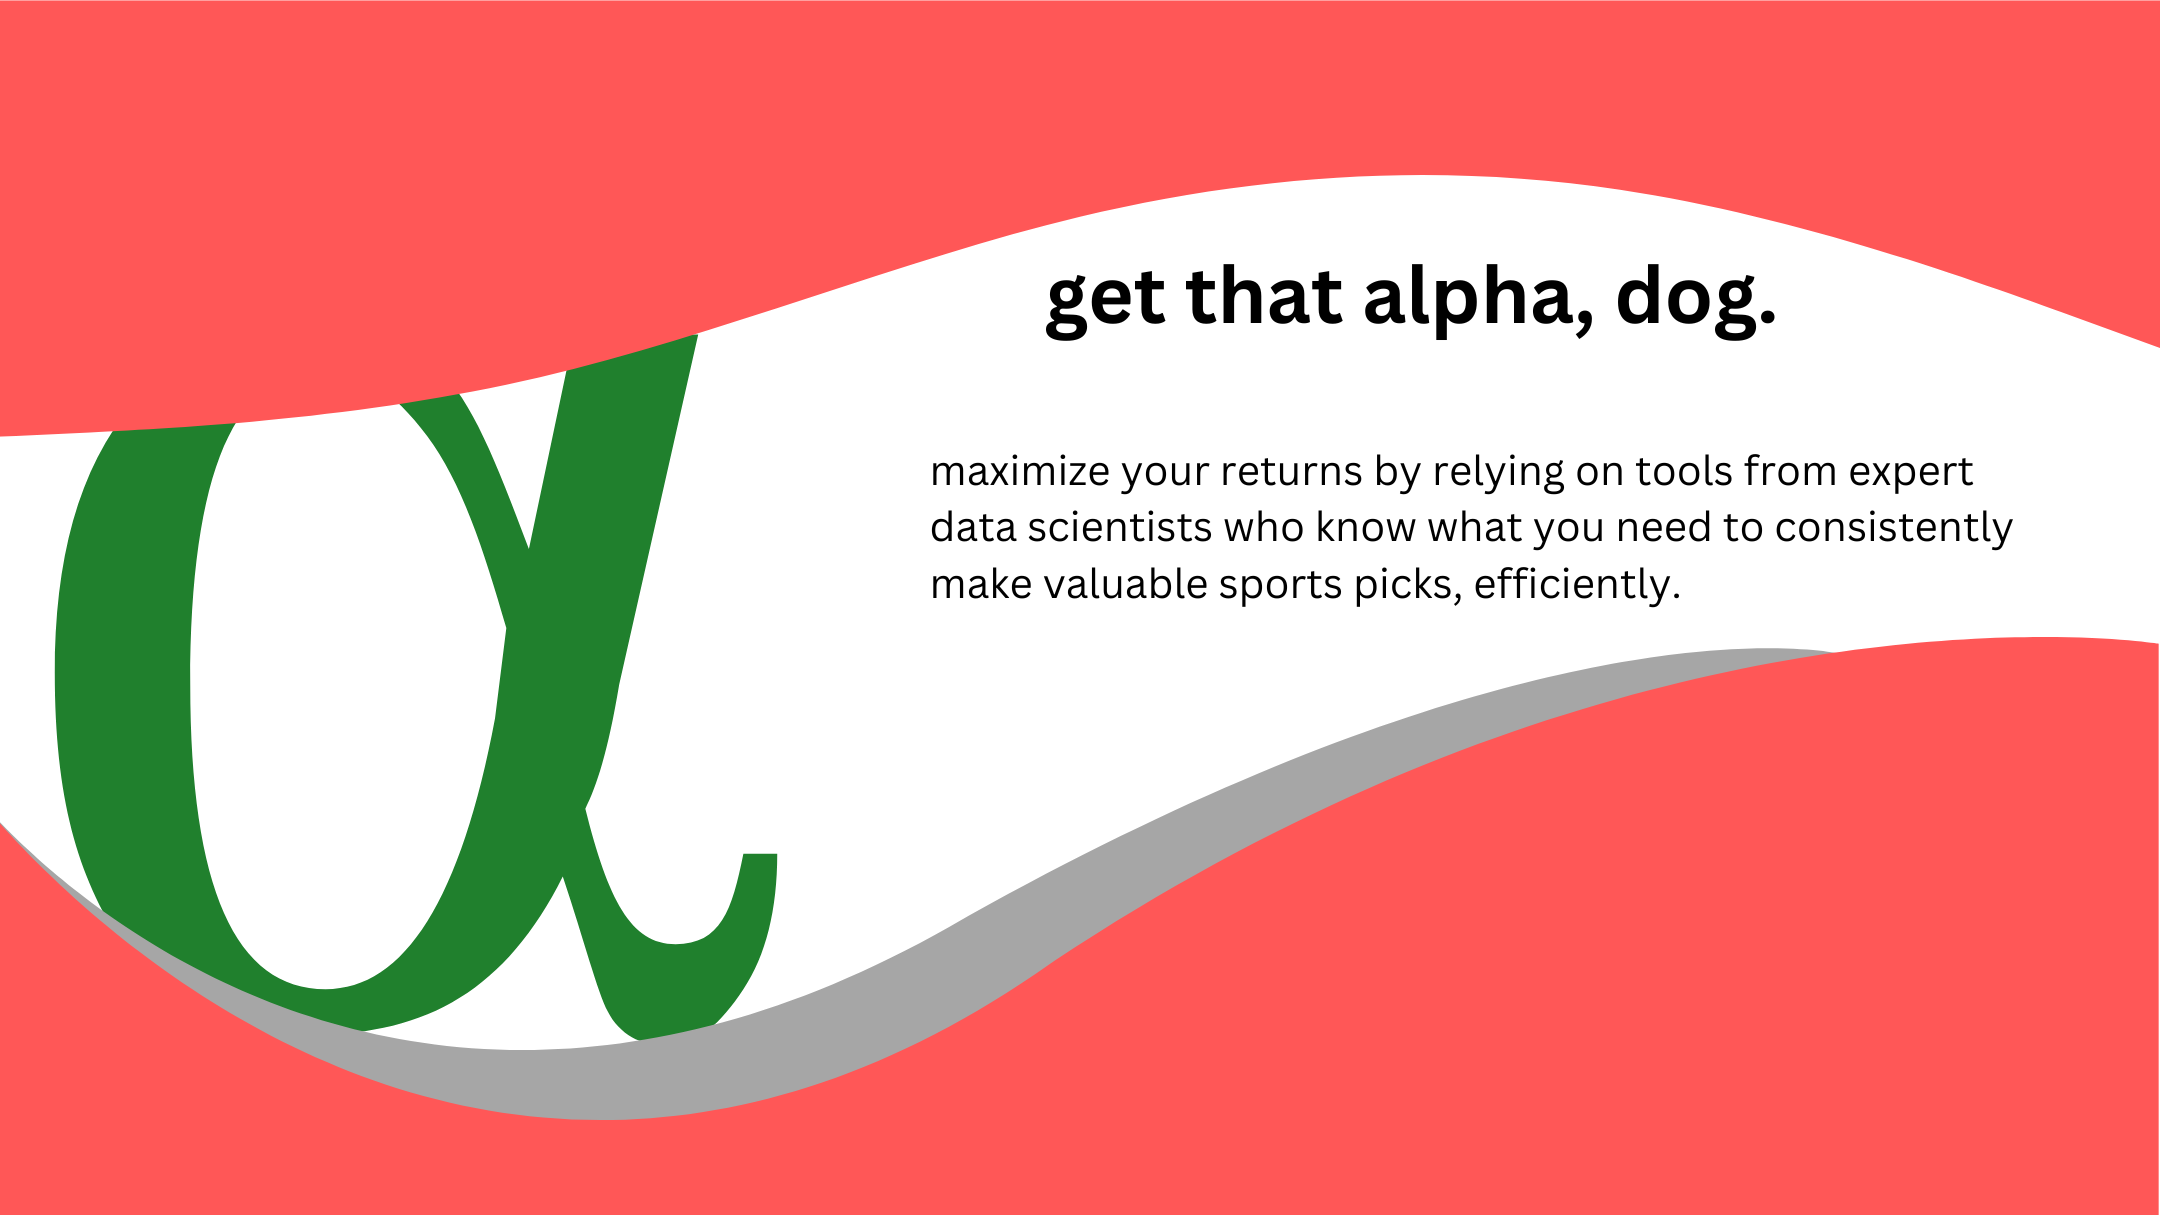 get that alpha, dog.
maximize your returns by relying on tools from expert
data scientists who know what you need to consistently
make valuable sports picks, efficiently.
α